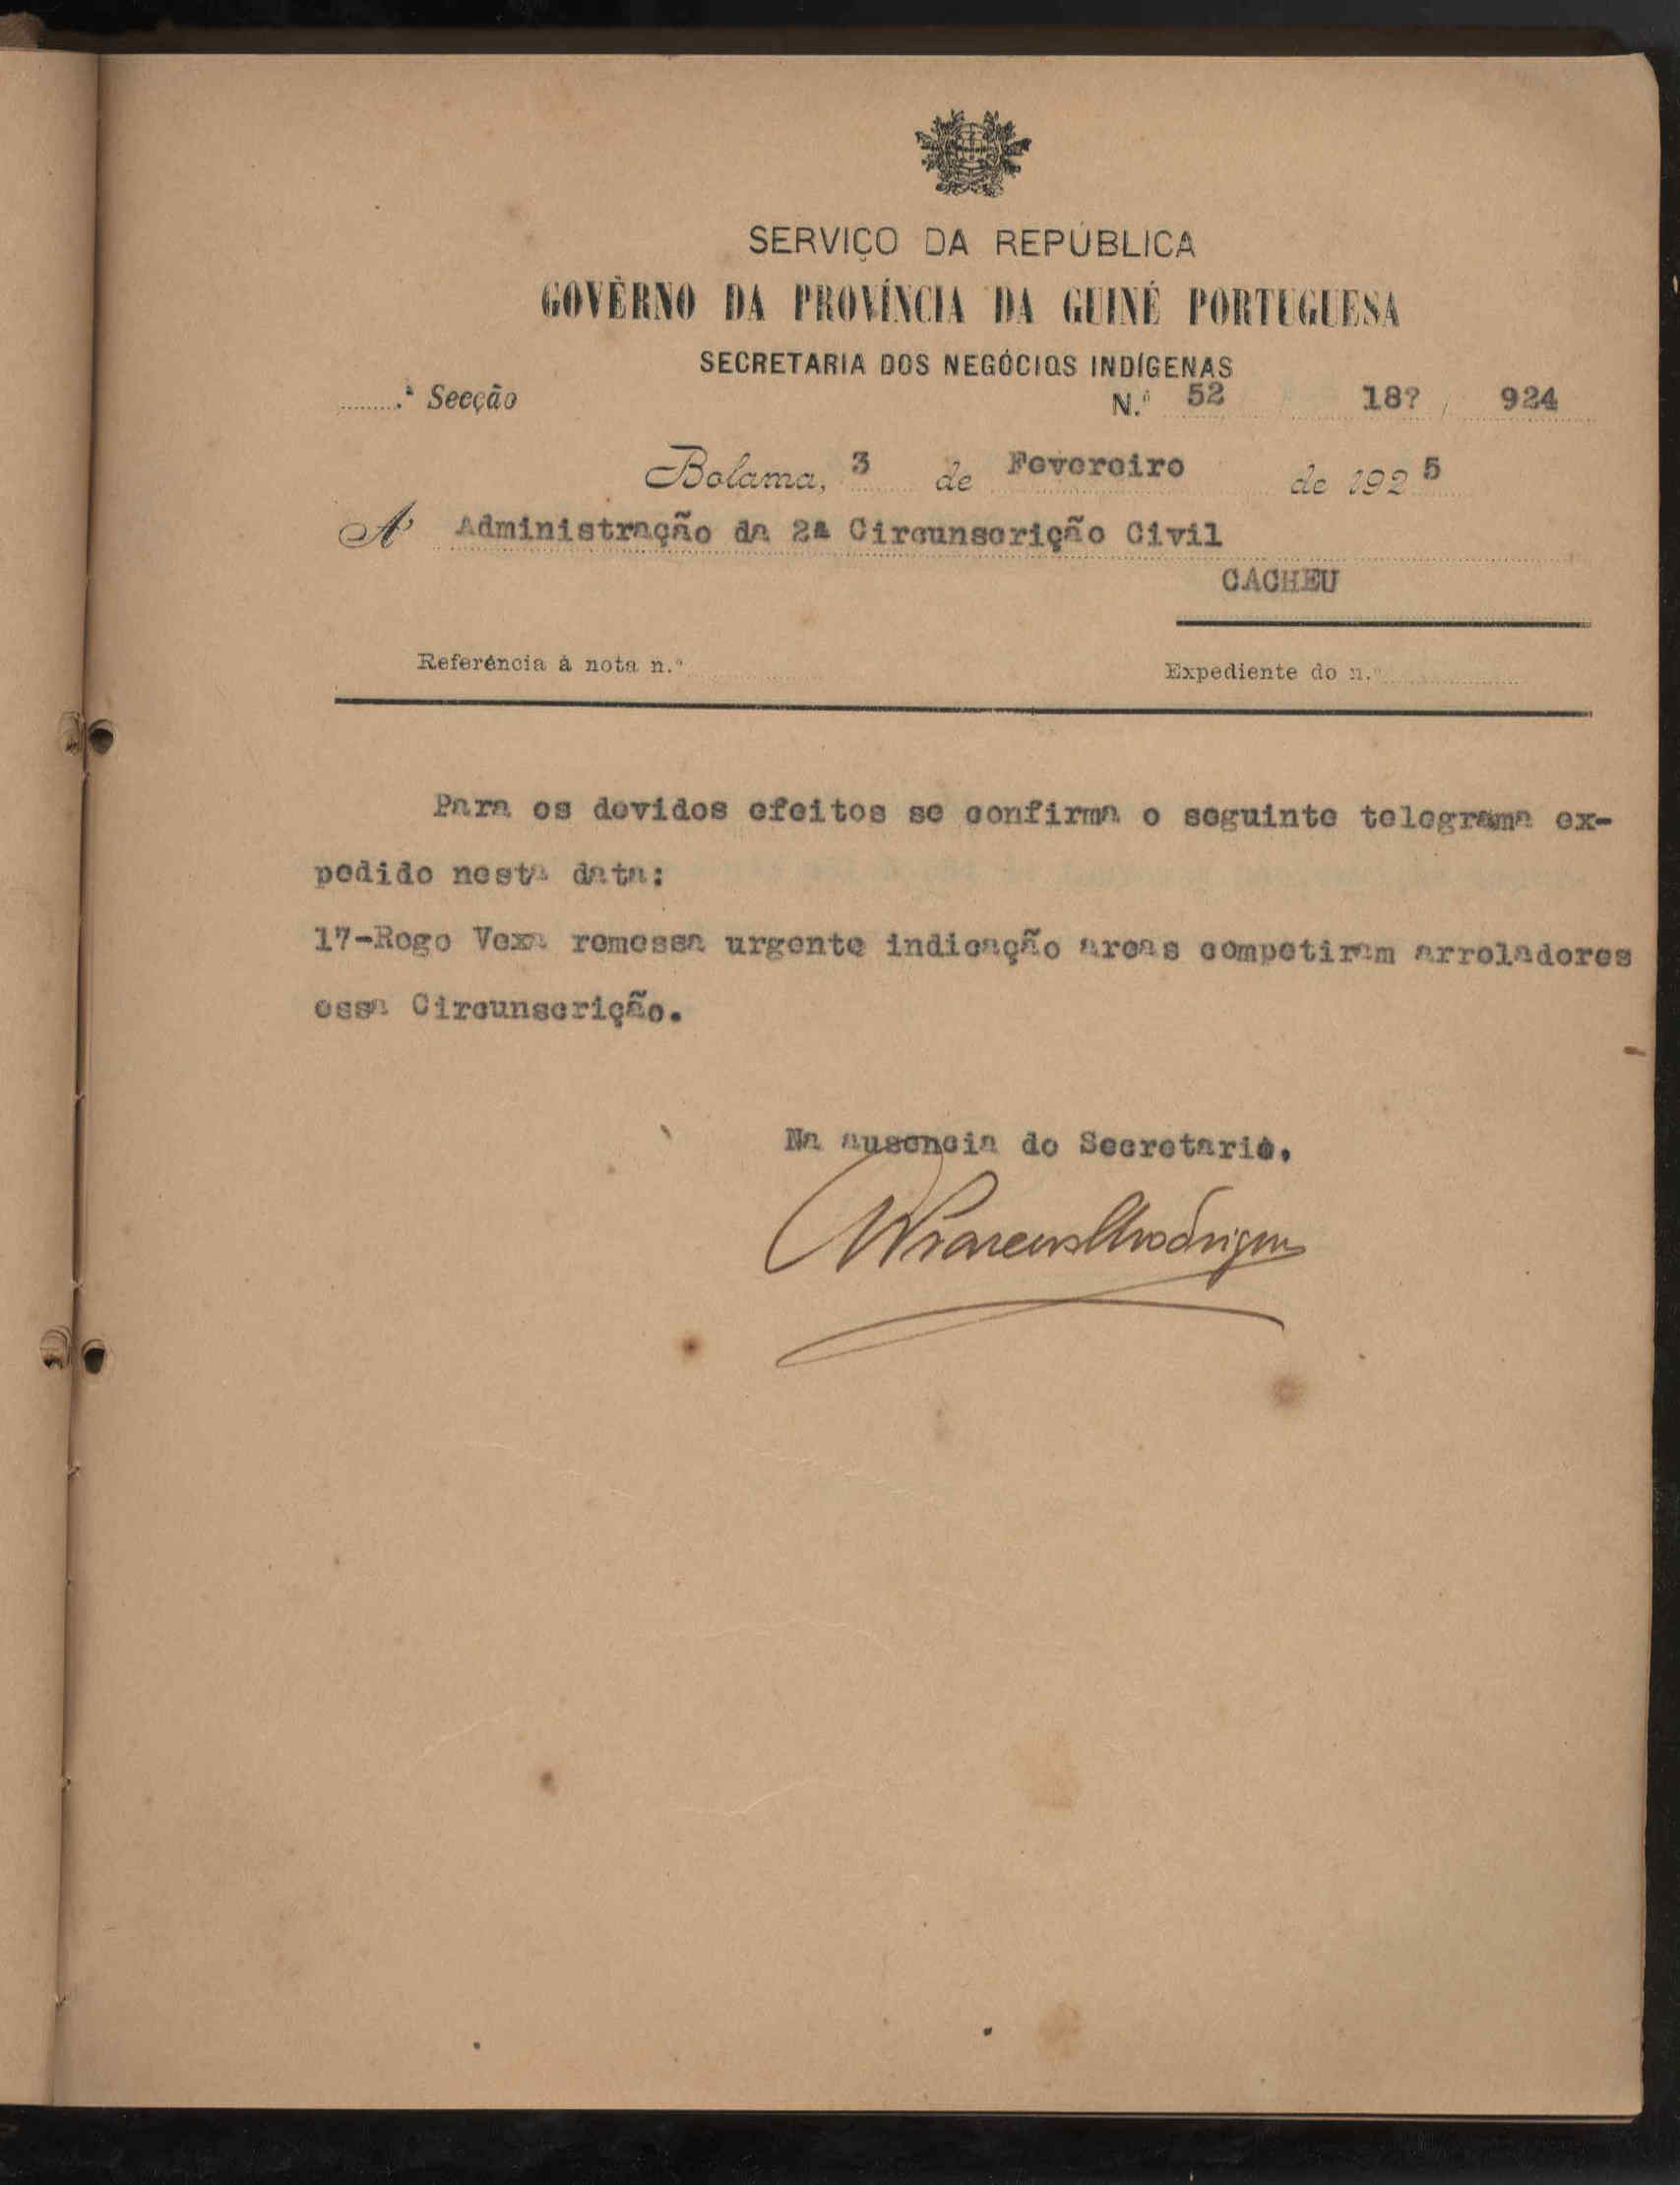 SERVIÇO DA REPÚBLICA
GOVÊRNO DA PROVÍNCIA DA GUINÉ PORTUGUESA
SECRETARIA DOS NEGÓCIOS INDÍGENAS
.ª Secção N.º 52 18? / 924
Bolama, 3 de Fevereiro de 1925
A Administração da 2ª Circunscrição Civil
CACHEU
Referência à nota n.º Expediente do n.º
Para os devidos efeitos se confirma o seguinte telegrama ex-
pedido nesta data:
17-Rogo Vexa remessa urgente indicação areas competiram arroladores
essa Circunscrição.
Na ausencia do Secretario.